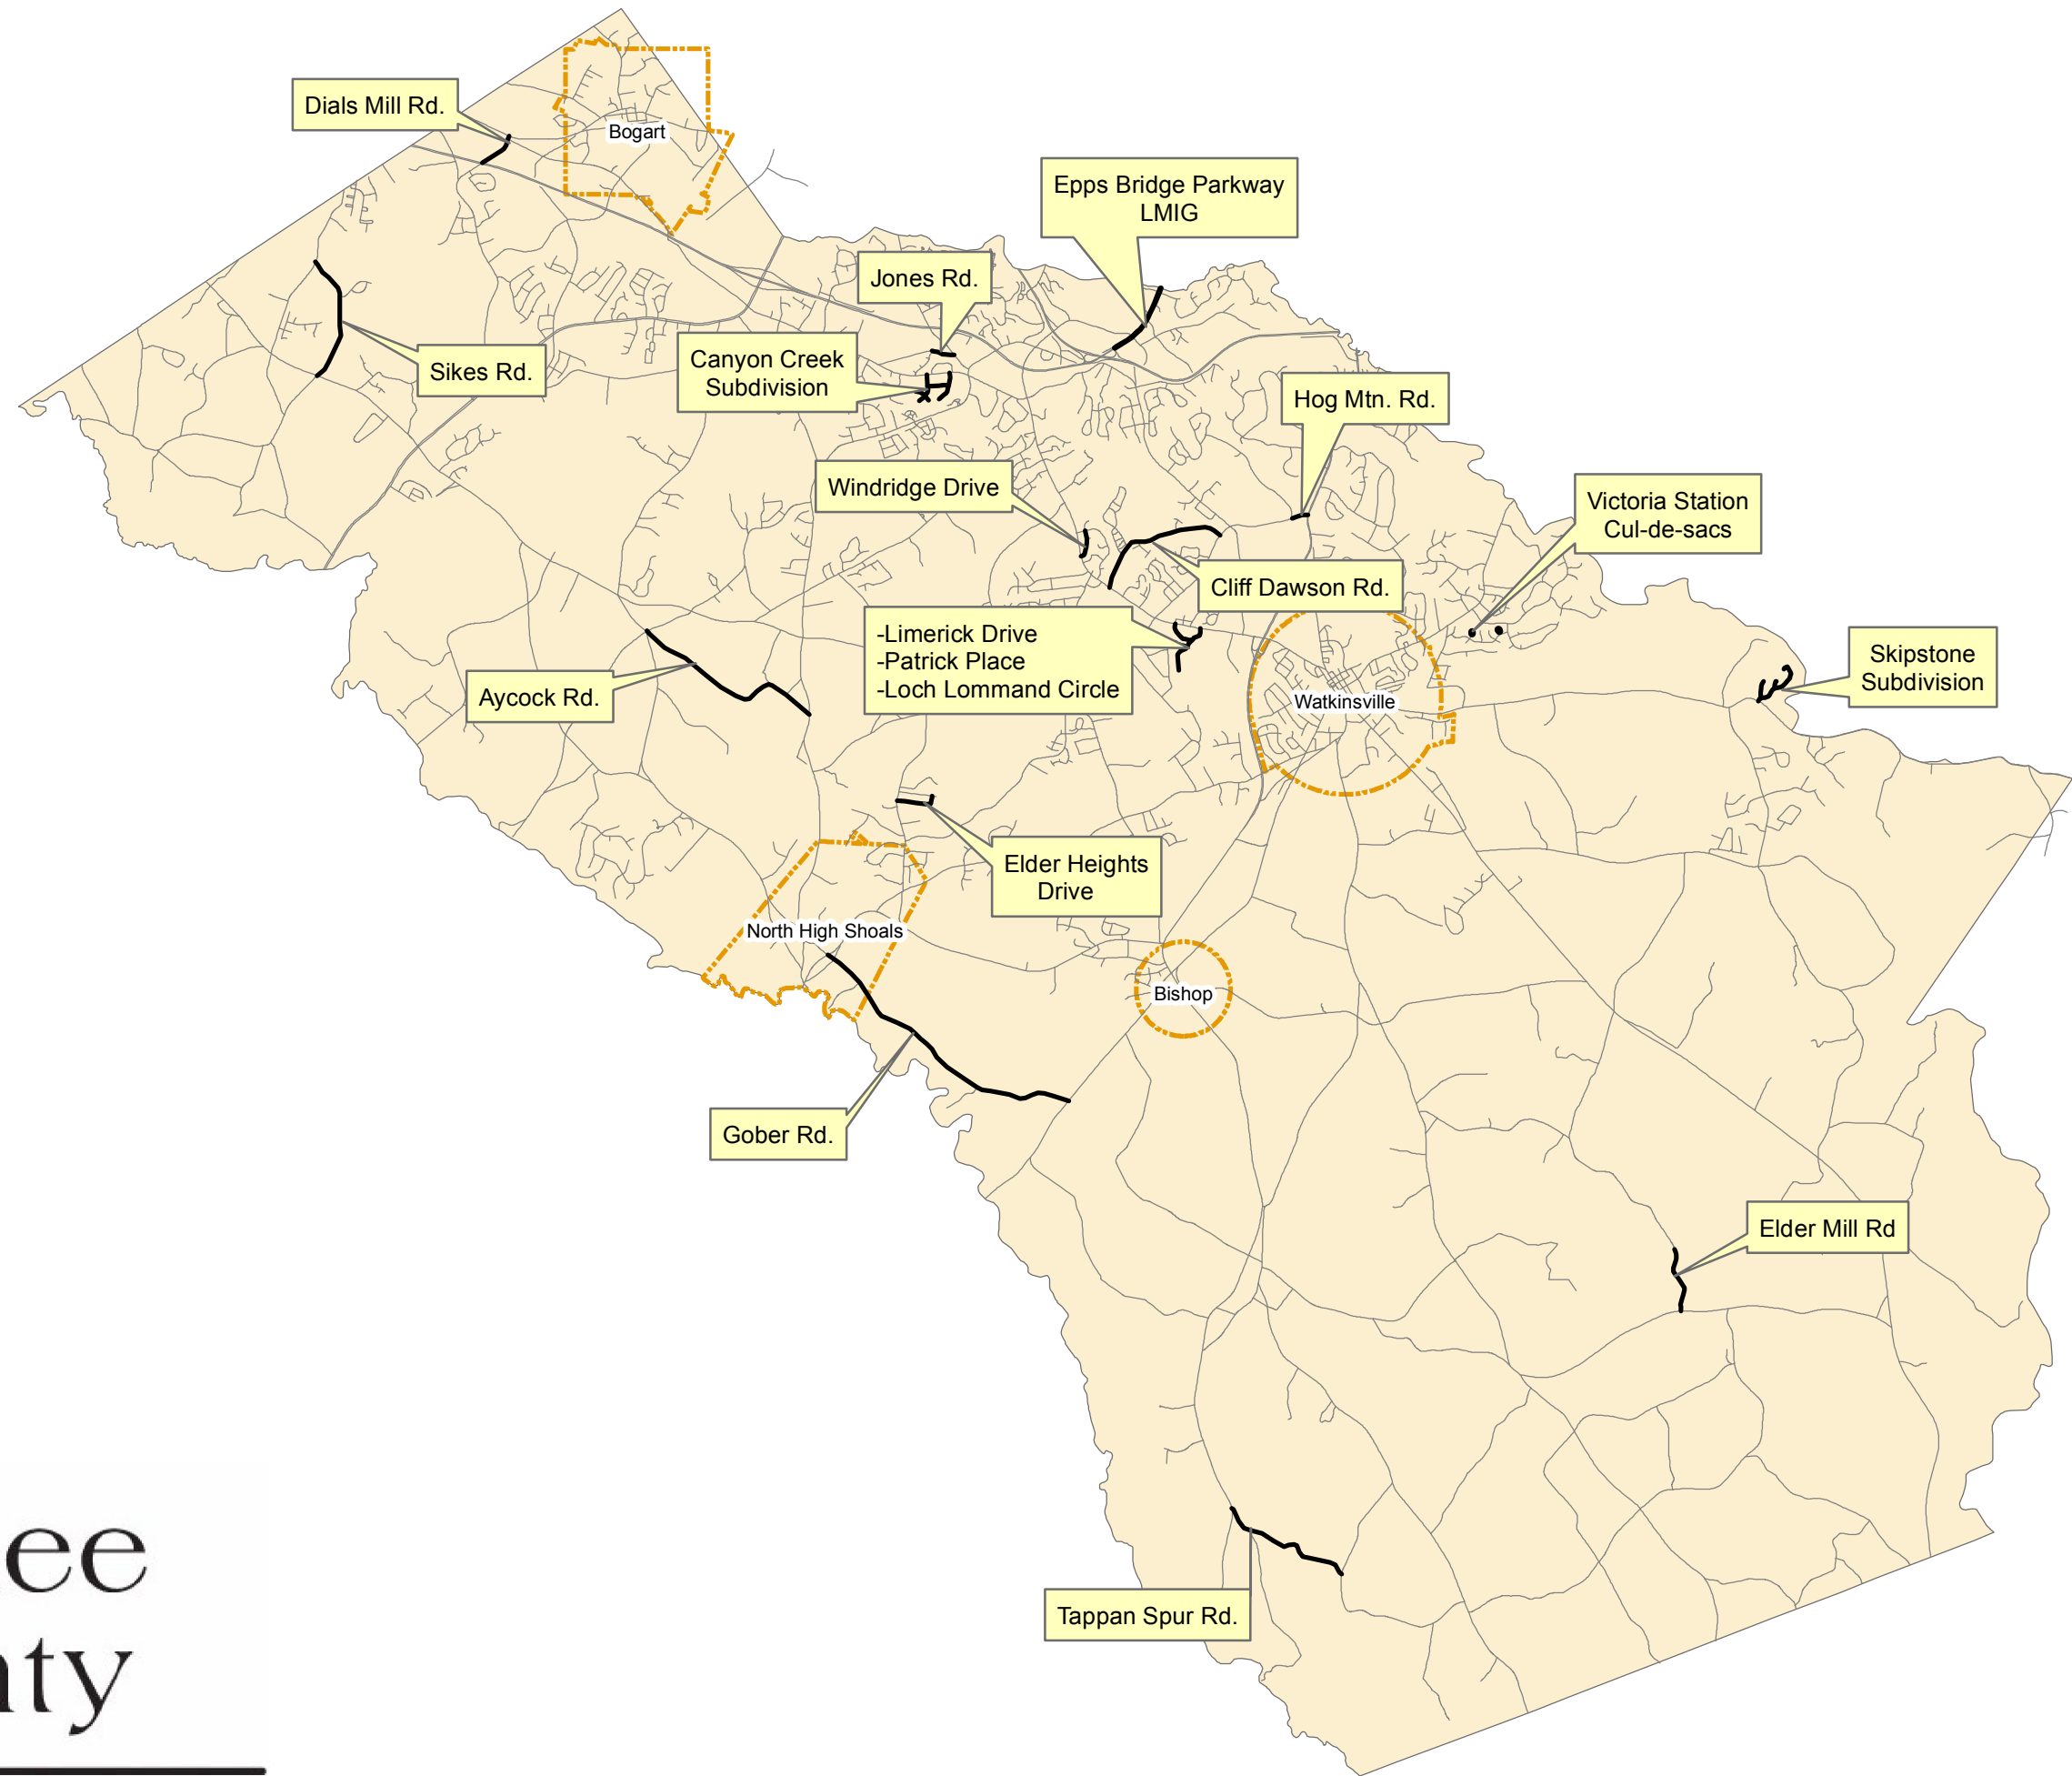 Dials Mill Rd.
Bogart
Epps Bridge Parkway
LMIG
Jones Rd.
Canyon Creek
Subdivision
Sikes Rd.
Hog Mtn. Rd.
Windridge Drive
Victoria Station
Cul-de-sacs
Cliff Dawson Rd.
-Limerick Drive
-Patrick Place
-Loch Lommand Circle
Skipstone
Subdivision
Aycock Rd.
Watkinsville
Elder Heights
Drive
North High Shoals
Bishop
Gober Rd.
Elder Mill Rd
Tappan Spur Rd.
ee
nty